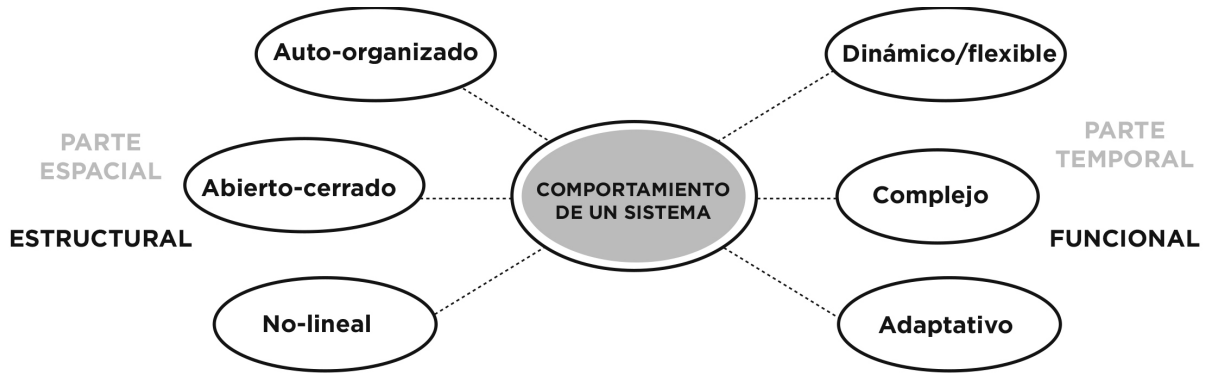 Auto-organizado
Dinámico/flexible
PARTE
ESPACIAL
PARTE
TEMPORAL
Abierto-cerrado
COMPORTAMIENTO
DE UN SISTEMA
Complejo
ESTRUCTURAL
FUNCIONAL
No-lineal
Adaptativo